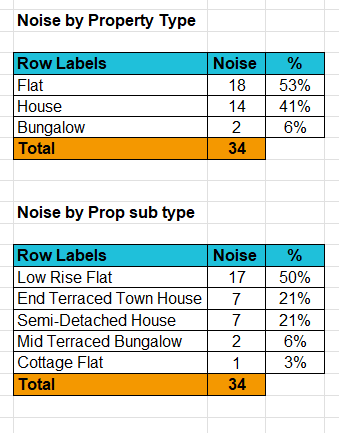 Noise by Property Type
Row Labels Noise %
Flat 18 53%
House 14 41%
Bungalow 2 6%
Total 34
Noise by Prop sub type
Row Labels Noise %
Low Rise Flat 17 50%
End Terraced Town House 7 21%
Semi-Detached House 7 21%
Mid Terraced Bungalow 2 6%
Cottage Flat 1 3%
Total 34